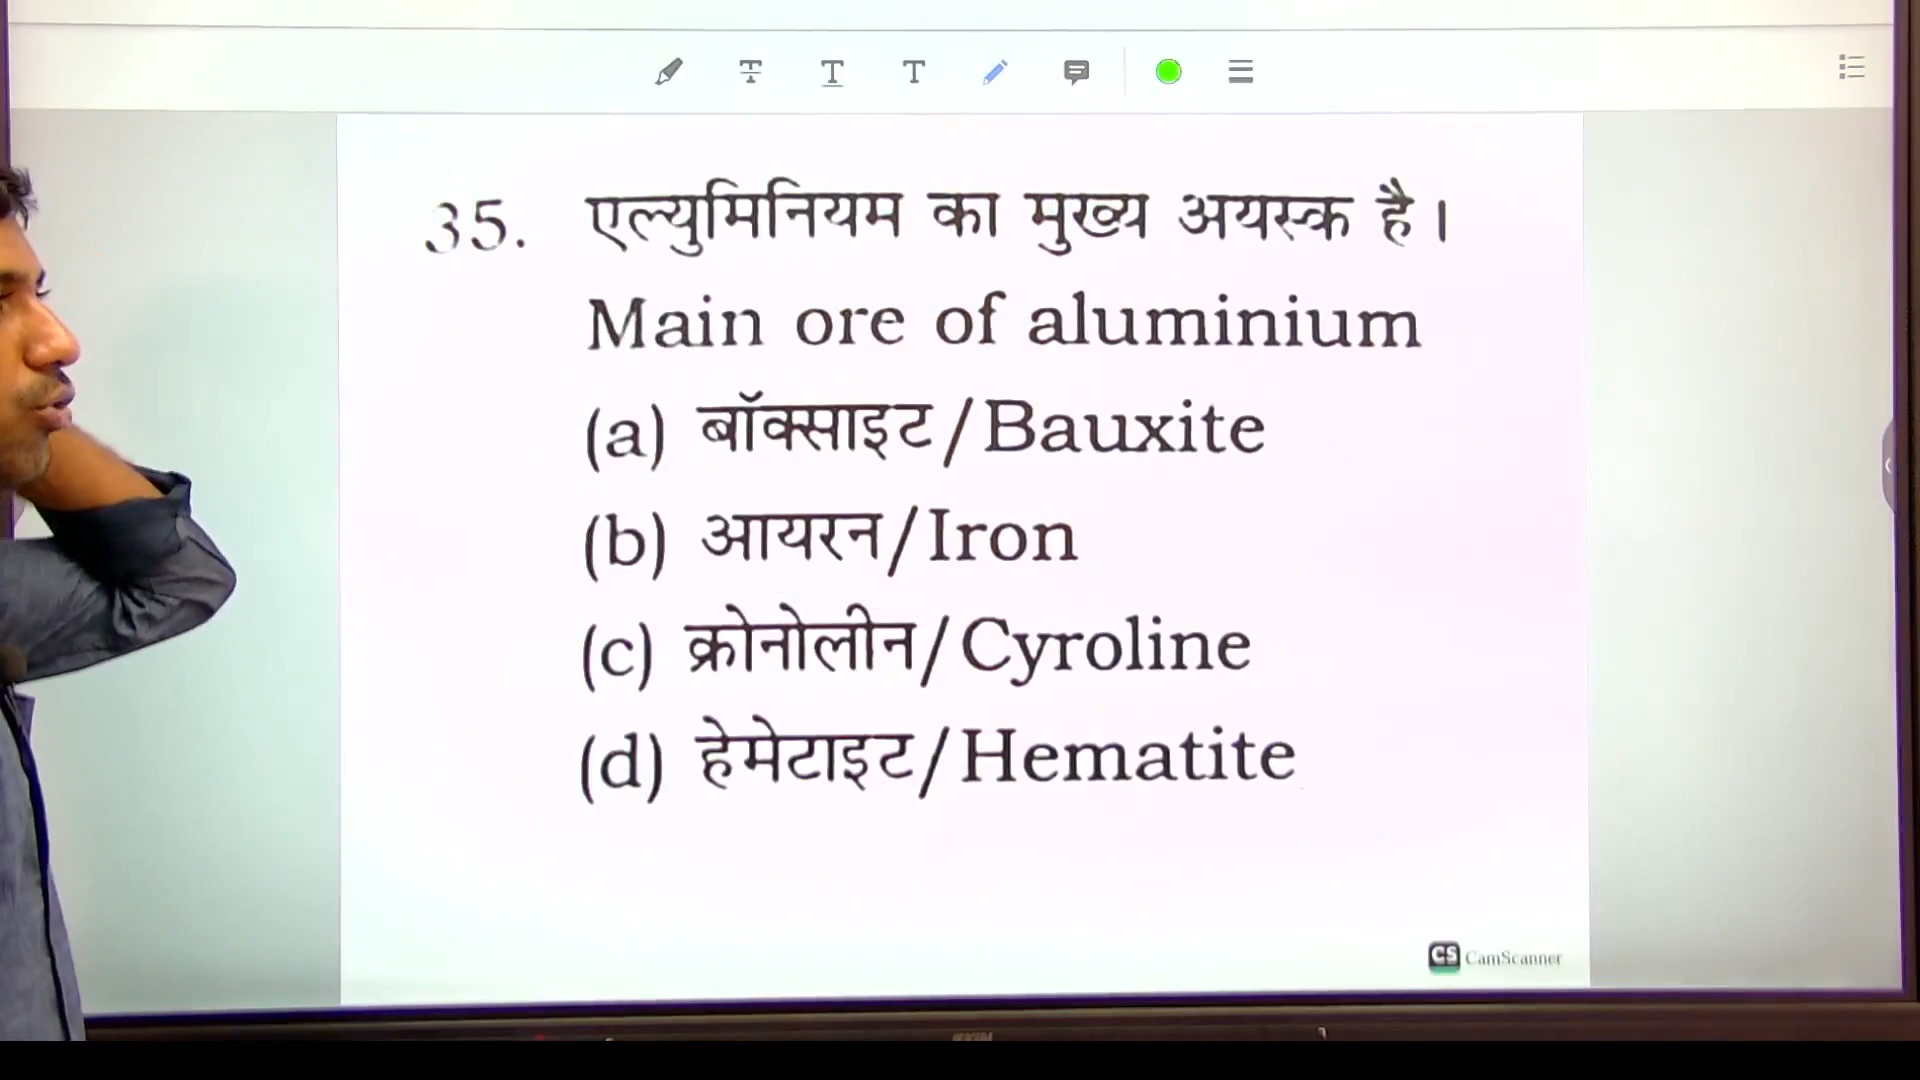 35. एल्युमिनियम का मुख्य अयस्क है।
Main ore of aluminium
(a) बॉक्साइट/Bauxite
(b) आयरन/Iron
(c) क्रोनोलीन/Cyroline
(d) हेमेटाइट/Hematite
CS CamScanner